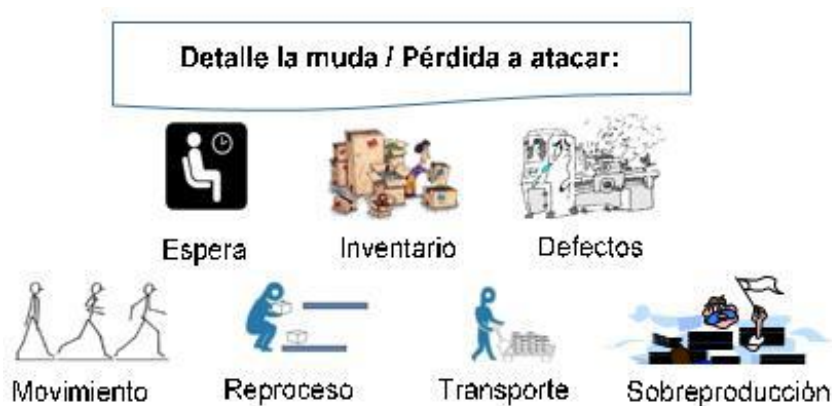 Detalle la muda / Pérdida a atacar:
Espera Inventario Defectos
Movimiento Reproceso Transporte Sobreproducción